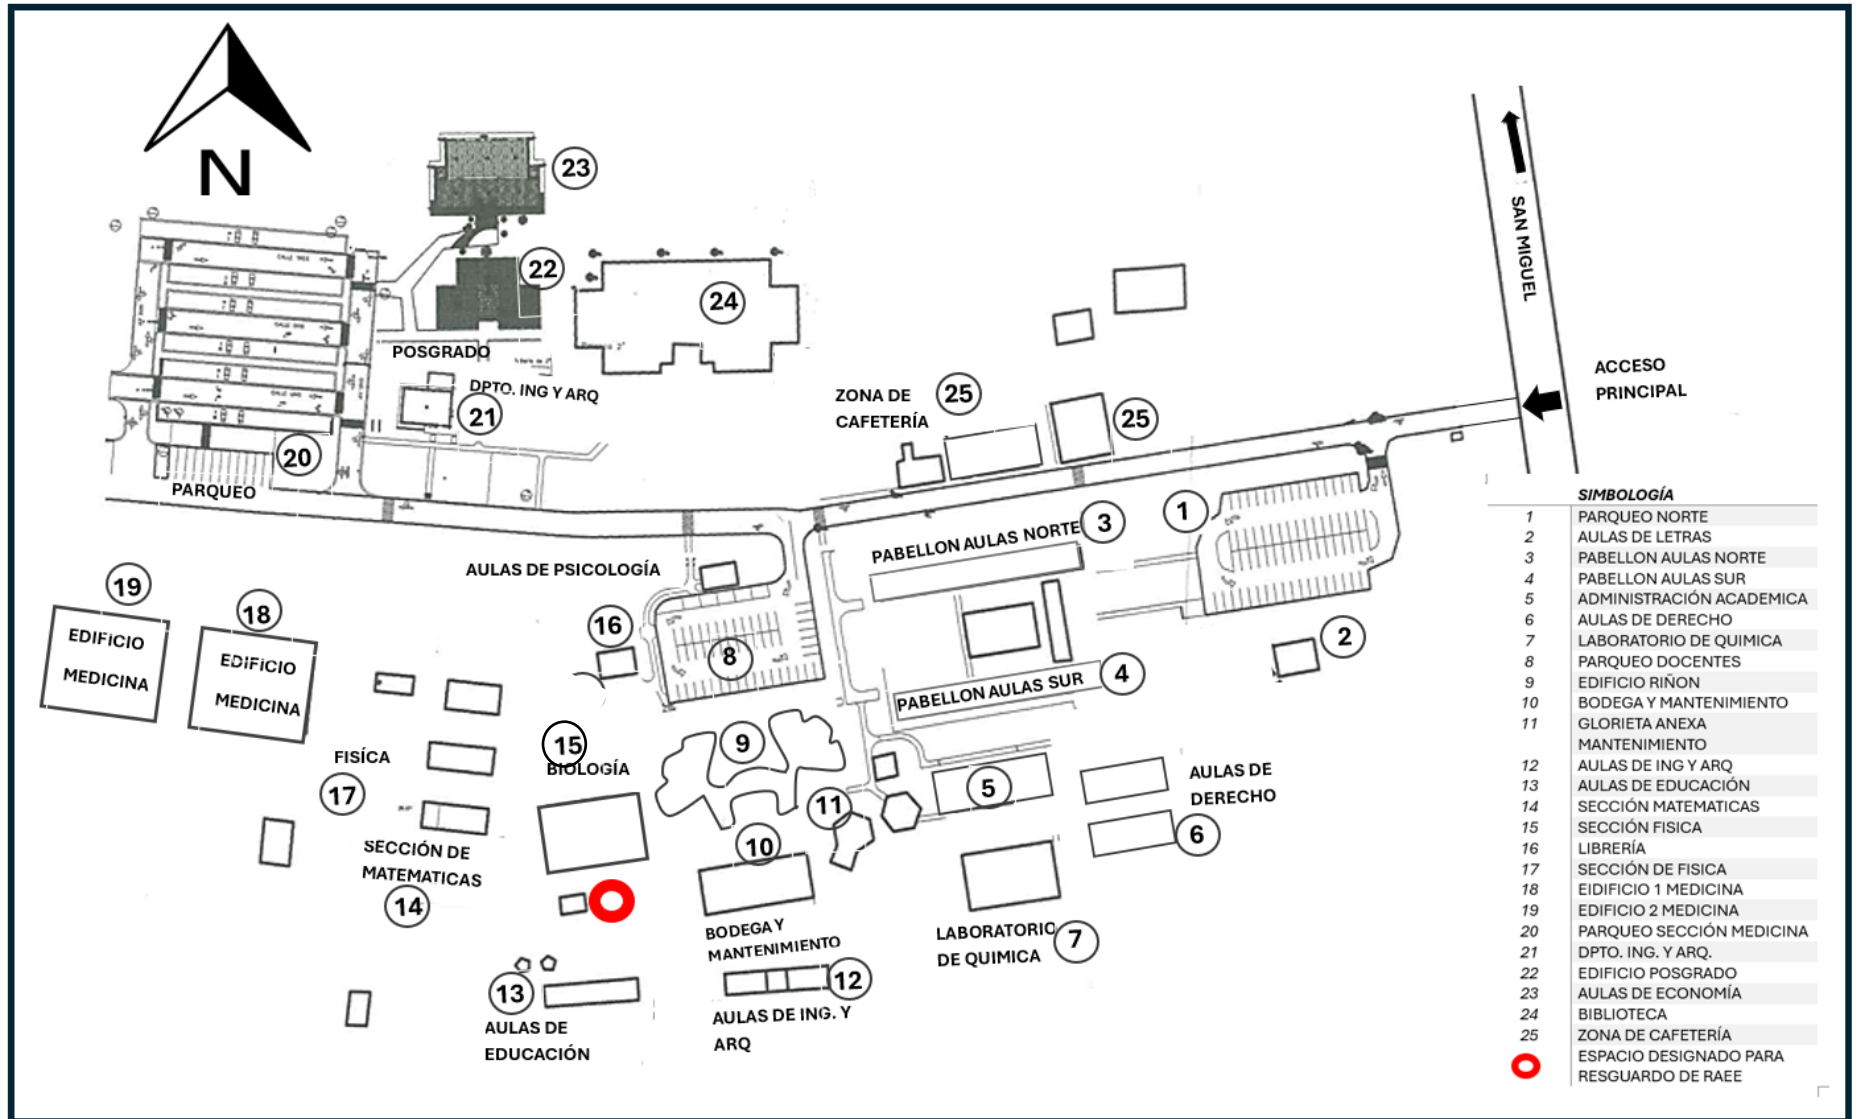 N
23
22
24
POSGRADO
DPTO. ING Y ARQ
21
20
PARQUEO
ZONA DE
CAFETERÍA
25
25
SAN MIGUEL
ACCESO
PRINCIPAL
1
3
PABELLON AULAS NORTE
AULAS DE PSICOLOGÍA
19
EDIFICIO
MEDICINA
18
EDIFICIO
MEDICINA
16
8
2
PABELLON AULAS SUR
4
FISÍCA
17
15
BIOLOGÍA
9
5
AULAS DE
DERECHO
6
11
10
SECCIÓN DE
MATEMATICAS
14
BODEGA Y
MANTENIMIENTO
LABORATORIO
DE QUIMICA
7
12
AULAS DE ING. Y
ARQ
13
AULAS DE
EDUCACIÓN
SIMBOLOGÍA
1 PARQUEO NORTE
2 AULAS DE LETRAS
3 PABELLON AULAS NORTE
4 PABELLON AULAS SUR
5 ADMINISTRACIÓN ACADEMICA
6 AULAS DE DERECHO
7 LABORATORIO DE QUIMICA
8 PARQUEO DOCENTES
9 EDIFICIO RIÑON
10 BODEGA Y MANTENIMIENTO
11 GLORIETA ANEXA
MANTENIMIENTO
12 AULAS DE ING Y ARQ
13 AULAS DE EDUCACIÓN
14 SECCIÓN MATEMATICAS
15 SECCIÓN FISICA
16 LIBRERÍA
17 SECCIÓN DE FISICA
18 EIDIFICIO 1 MEDICINA
19 EDIFICIO 2 MEDICINA
20 PARQUEO SECCIÓN MEDICINA
21 DPTO. ING. Y ARQ.
22 EDIFICIO POSGRADO
23 AULAS DE ECONOMÍA
24 BIBLIOTECA
25 ZONA DE CAFETERÍA
ESPACIO DESIGNADO PARA
RESGUARDO DE RAEE